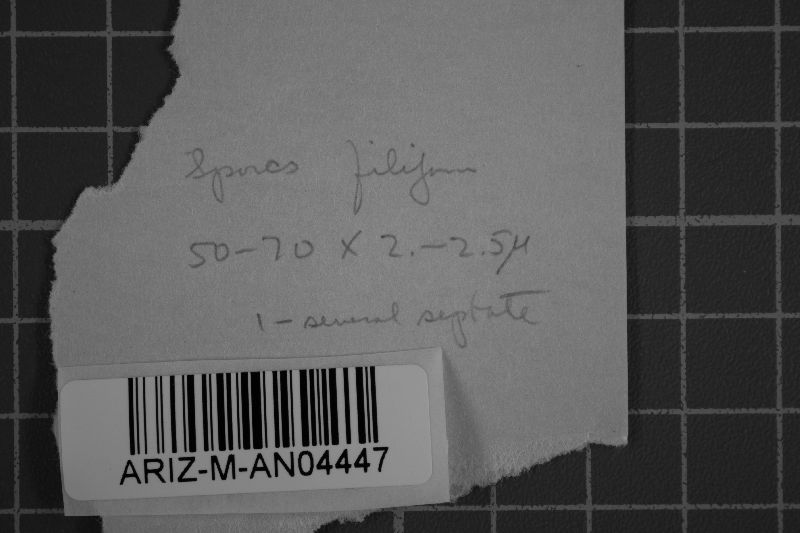 Spores filiform
50-70 X 2.-2.5µ
1- several septate
ARIZ-M-AN04447